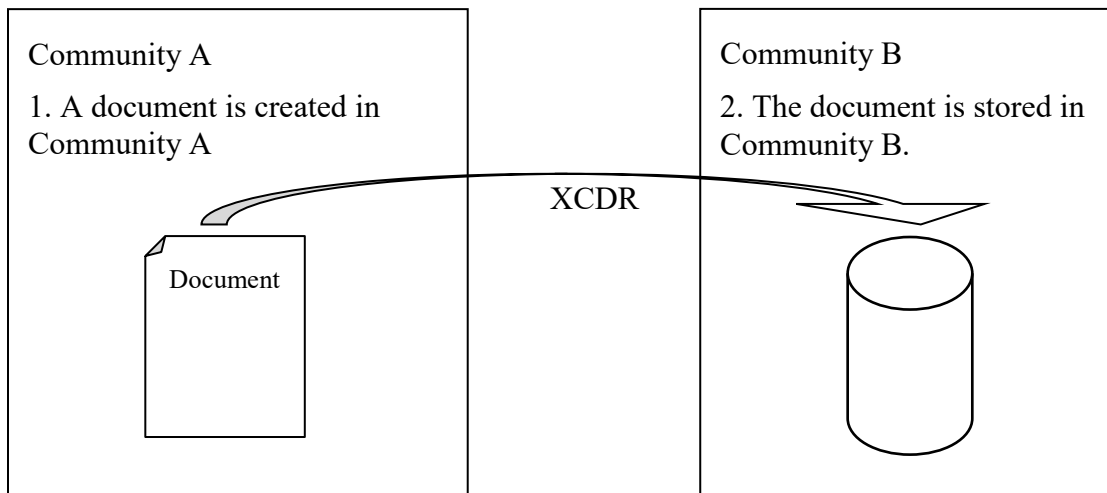 Community A
1. A document is created in
Community A
Community B
2. The document is stored in
Community B.
XCDR
Document